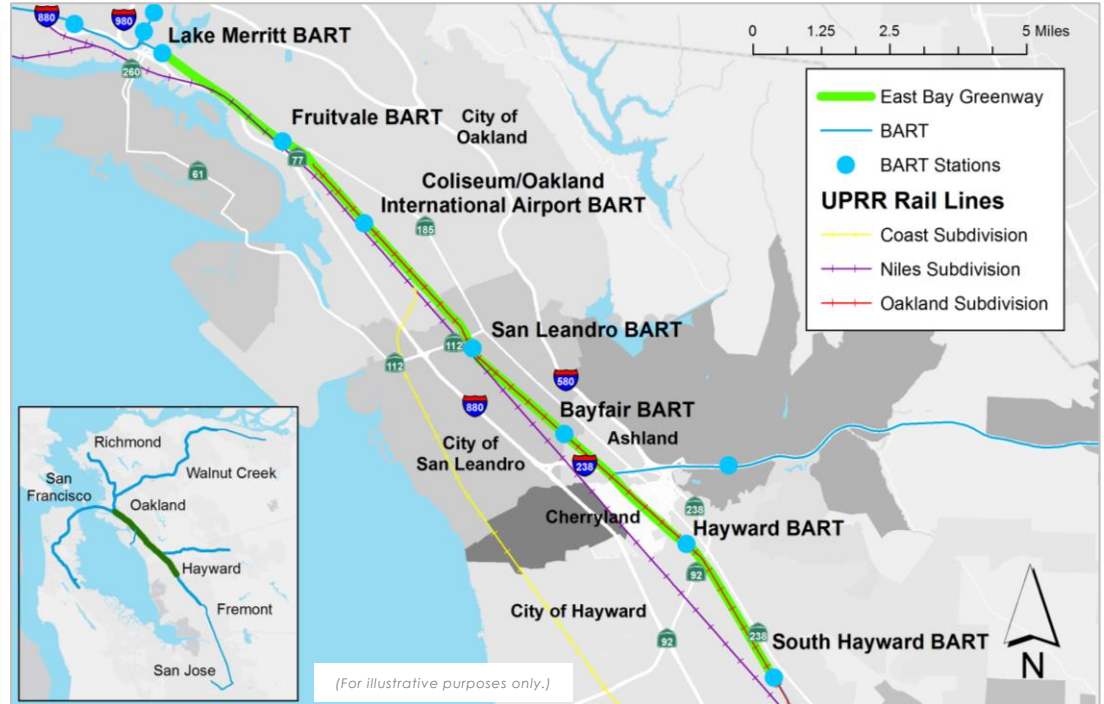 880
980
Lake Merritt BART
260
0 1.25 2.5 5 Miles
East Bay Greenway
BART
BART Stations
UPRR Rail Lines
Coast Subdivision
Niles Subdivision
Oakland Subdivision
Fruitvale BART
77
City of
Oakland
61
Coliseum/Oakland
International Airport BART
185
San Leandro BART
112
112
580
880
Bayfair BART
Ashland
City of
San Leandro
238
Cherryland
238
Hayward BART
92
City of Hayward
92
238
South Hayward BART
N
Richmond
Walnut Creek
San
Francisco
Oakland
Hayward
Fremont
San Jose
(For illustrative purposes only.)